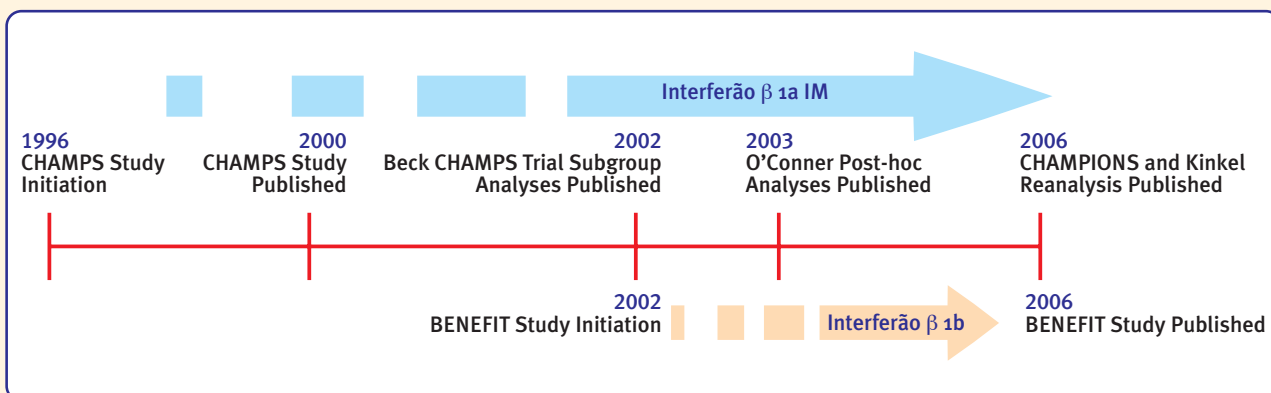 Interferão β 1a IM
1996
CHAMPS Study
Initiation
2000
CHAMPS Study
Published
2002
Beck CHAMPS Trial Subgroup
Analyses Published
2003
O'Conner Post-hoc
Analyses Published
2006
CHAMPIONS and Kinkel
Reanalysis Published
2002
BENEFIT Study Initiation
Interferão β 1b
2006
BENEFIT Study Published